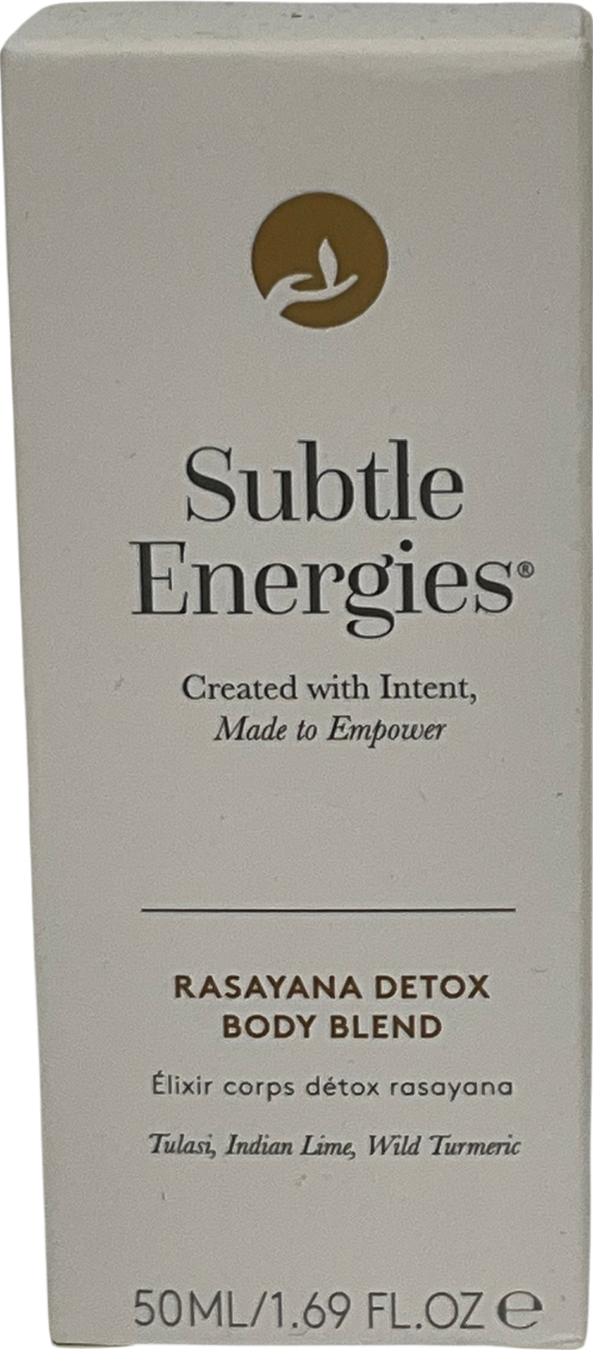 Subtle
Energies®
Created with Intent,
Made to Empower
RASAYANA DETOX
BODY BLEND
Élixir corps détox rasayana
Tulasi, Indian Lime, Wild Turmeric
50ML/1.69 FL.OZ ℮